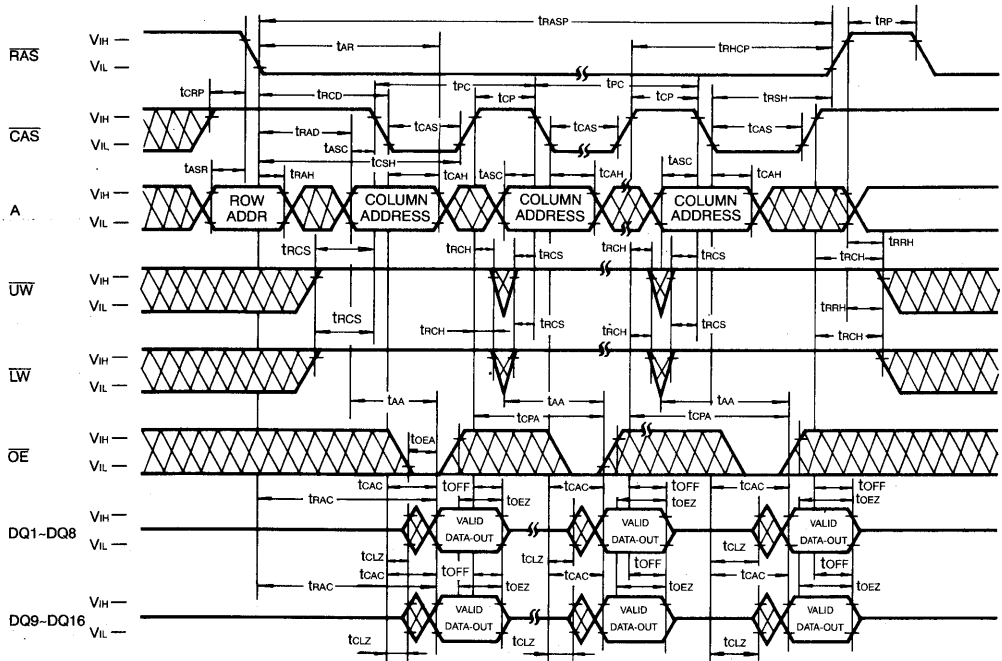 tRASP
tRP
RAS
VIH
VIL
tAR
tRHCP
tPC
tPC
tCRP
tRCD
tCP
tCP
tRSH
CAS
VIH
VIL
tCAS
tCAS
tCAS
tRAD
tASC
tCSH
tASR
tRAH
tCAH
tASC
tCAH
tASC
tCAH
A
VIH
VIL
ROW ADDR
COLUMN ADDRESS
COLUMN ADDRESS
COLUMN ADDRESS
tRCS
tRCH
tRCS
tRCH
tRCS
tRCH
tRRH
UW
VIH
VIL
tRCS
tRCH
tRCS
tRCH
tRCS
tRRH
tRCH
LW
VIH
VIL
tAA
tAA
tAA
tCPA
tCPA
OE
VIH
VIL
tOEA
tCAC
tOFF
tCAC
tOFF
tCAC
tOFF
tRAC
tOEZ
tOEZ
tOEZ
DQ1~DQ8
VIH
VIL
VALID DATA-OUT
VALID DATA-OUT
VALID DATA-OUT
tCLZ
tCLZ
tCLZ
tCAC
tOFF
tCAC
tOFF
tCAC
tOFF
tRAC
tOEZ
tOEZ
tOEZ
DQ9~DQ16
VIH
VIL
VALID DATA-OUT
VALID DATA-OUT
VALID DATA-OUT
tCLZ
tCLZ
tCLZ